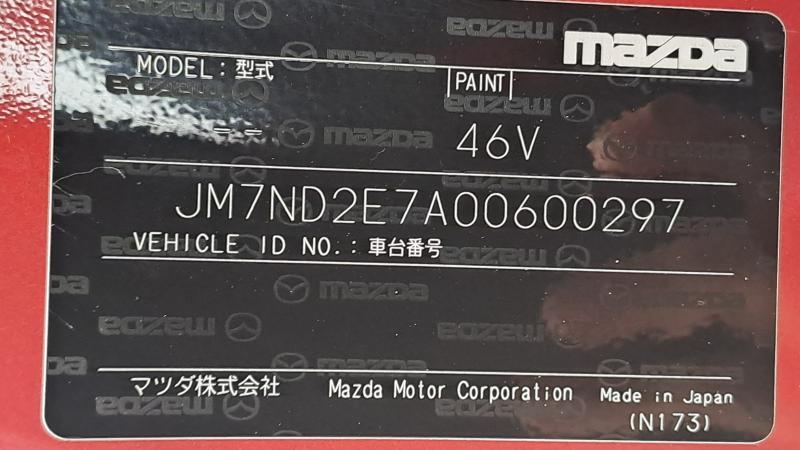 mazda
MODEL：型式
PAINT
46V
JM7ND2E7A00600297
VEHICLE ID NO.：車台番号
マツダ株式会社 Mazda Motor Corporation Made in Japan
(N173)